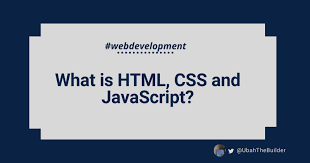 #webdevelopment
What is HTML, CSS and
JavaScript?
@UbahTheBuilder